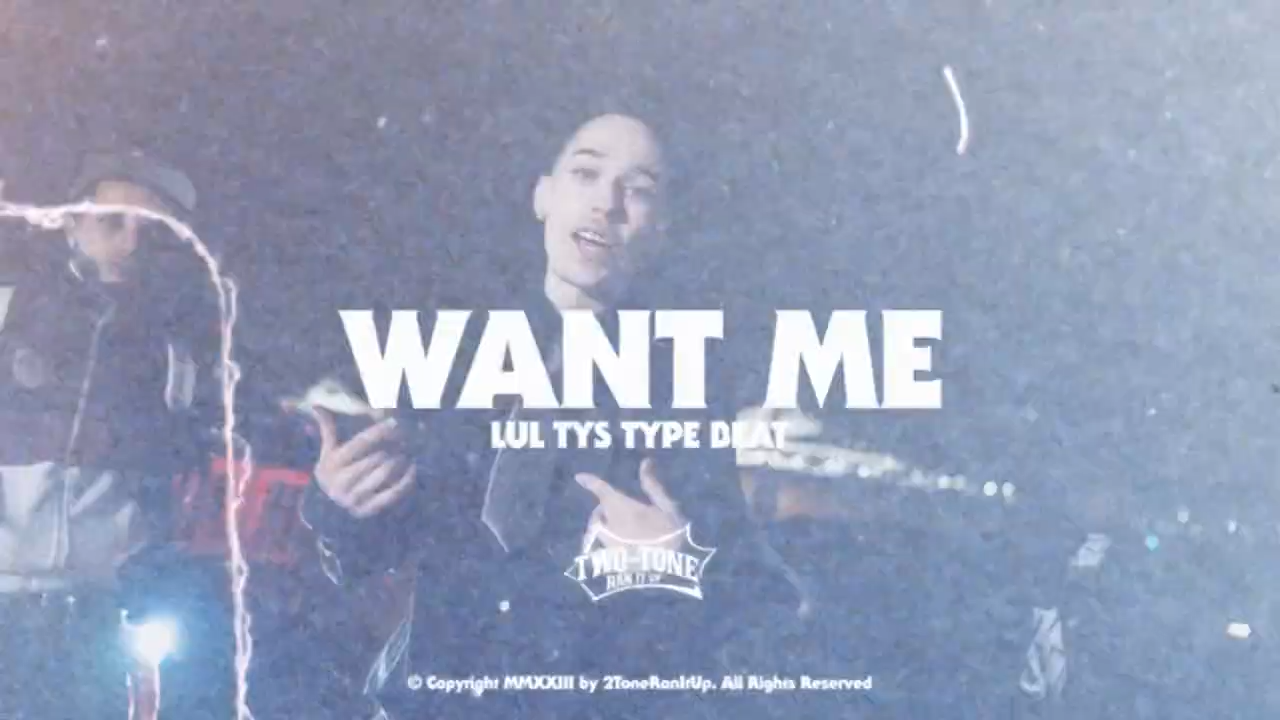 WANT ME
LUL TYS TYPE BEAT
TWO-TONE
RAN IT UP
© Copyright MMXXIII by 2ToneRanItUp. All Rights Reserved